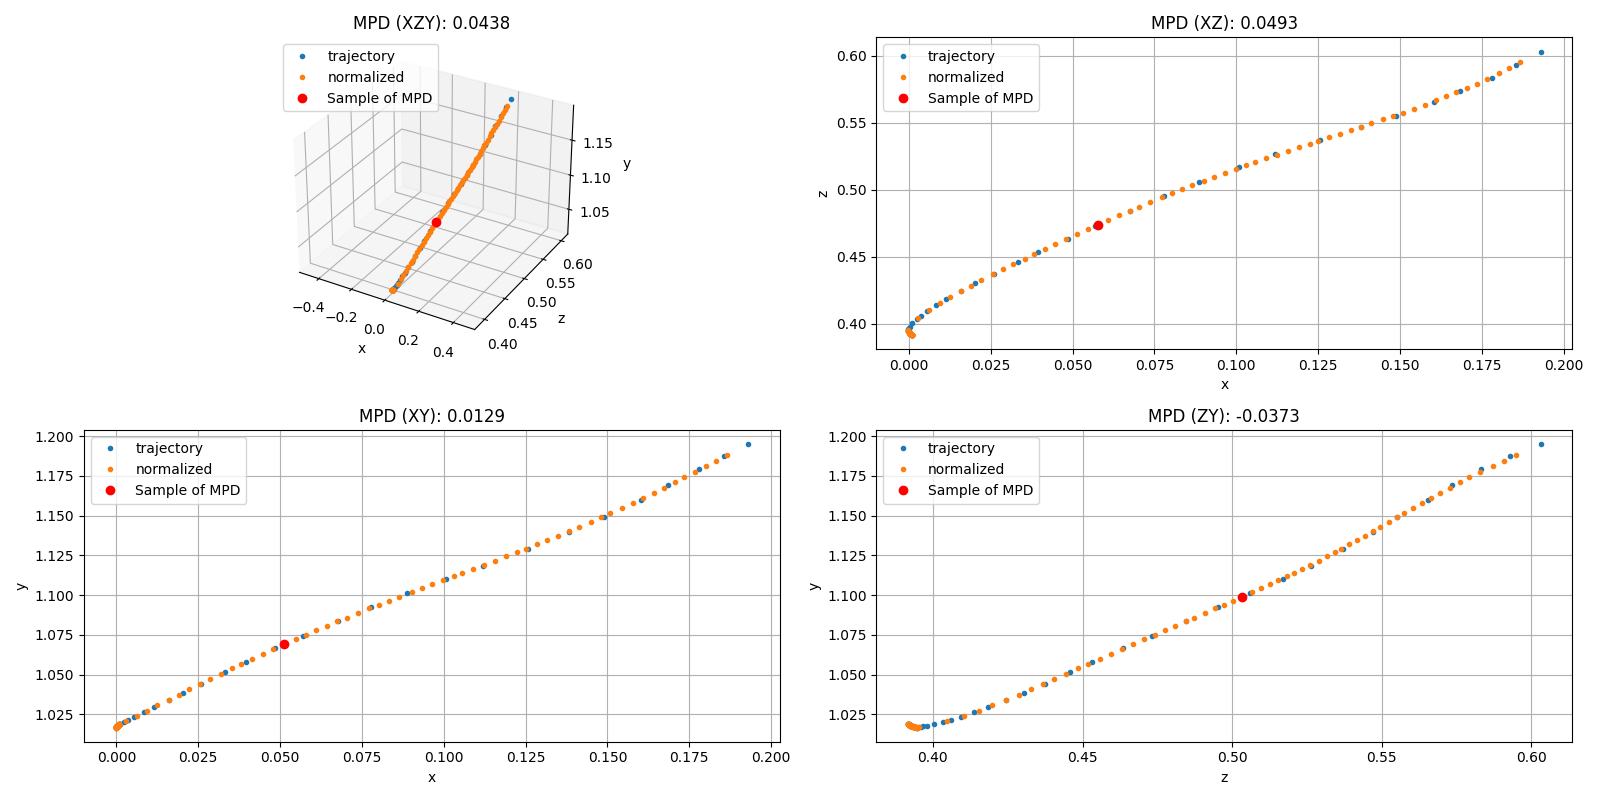 MPD (XZY): 0.0438
trajectory
normalized
Sample of MPD
0.60
0.55
0.50
0.45
0.40
z
−0.4
−0.2
0.0
0.2
0.4
x
1.15
1.10
1.05
y
MPD (XZ): 0.0493
trajectory
normalized
Sample of MPD
0.60
0.55
0.50
0.45
0.40
z
0.000 0.025 0.050 0.075 0.100 0.125 0.150 0.175 0.200
x
MPD (XY): 0.0129
trajectory
normalized
Sample of MPD
1.200
1.175
1.150
1.125
1.100
1.075
1.050
1.025
y
0.000 0.025 0.050 0.075 0.100 0.125 0.150 0.175 0.200
x
MPD (ZY): -0.0373
trajectory
normalized
Sample of MPD
1.200
1.175
1.150
1.125
1.100
1.075
1.050
1.025
y
0.40 0.45 0.50 0.55 0.60
z